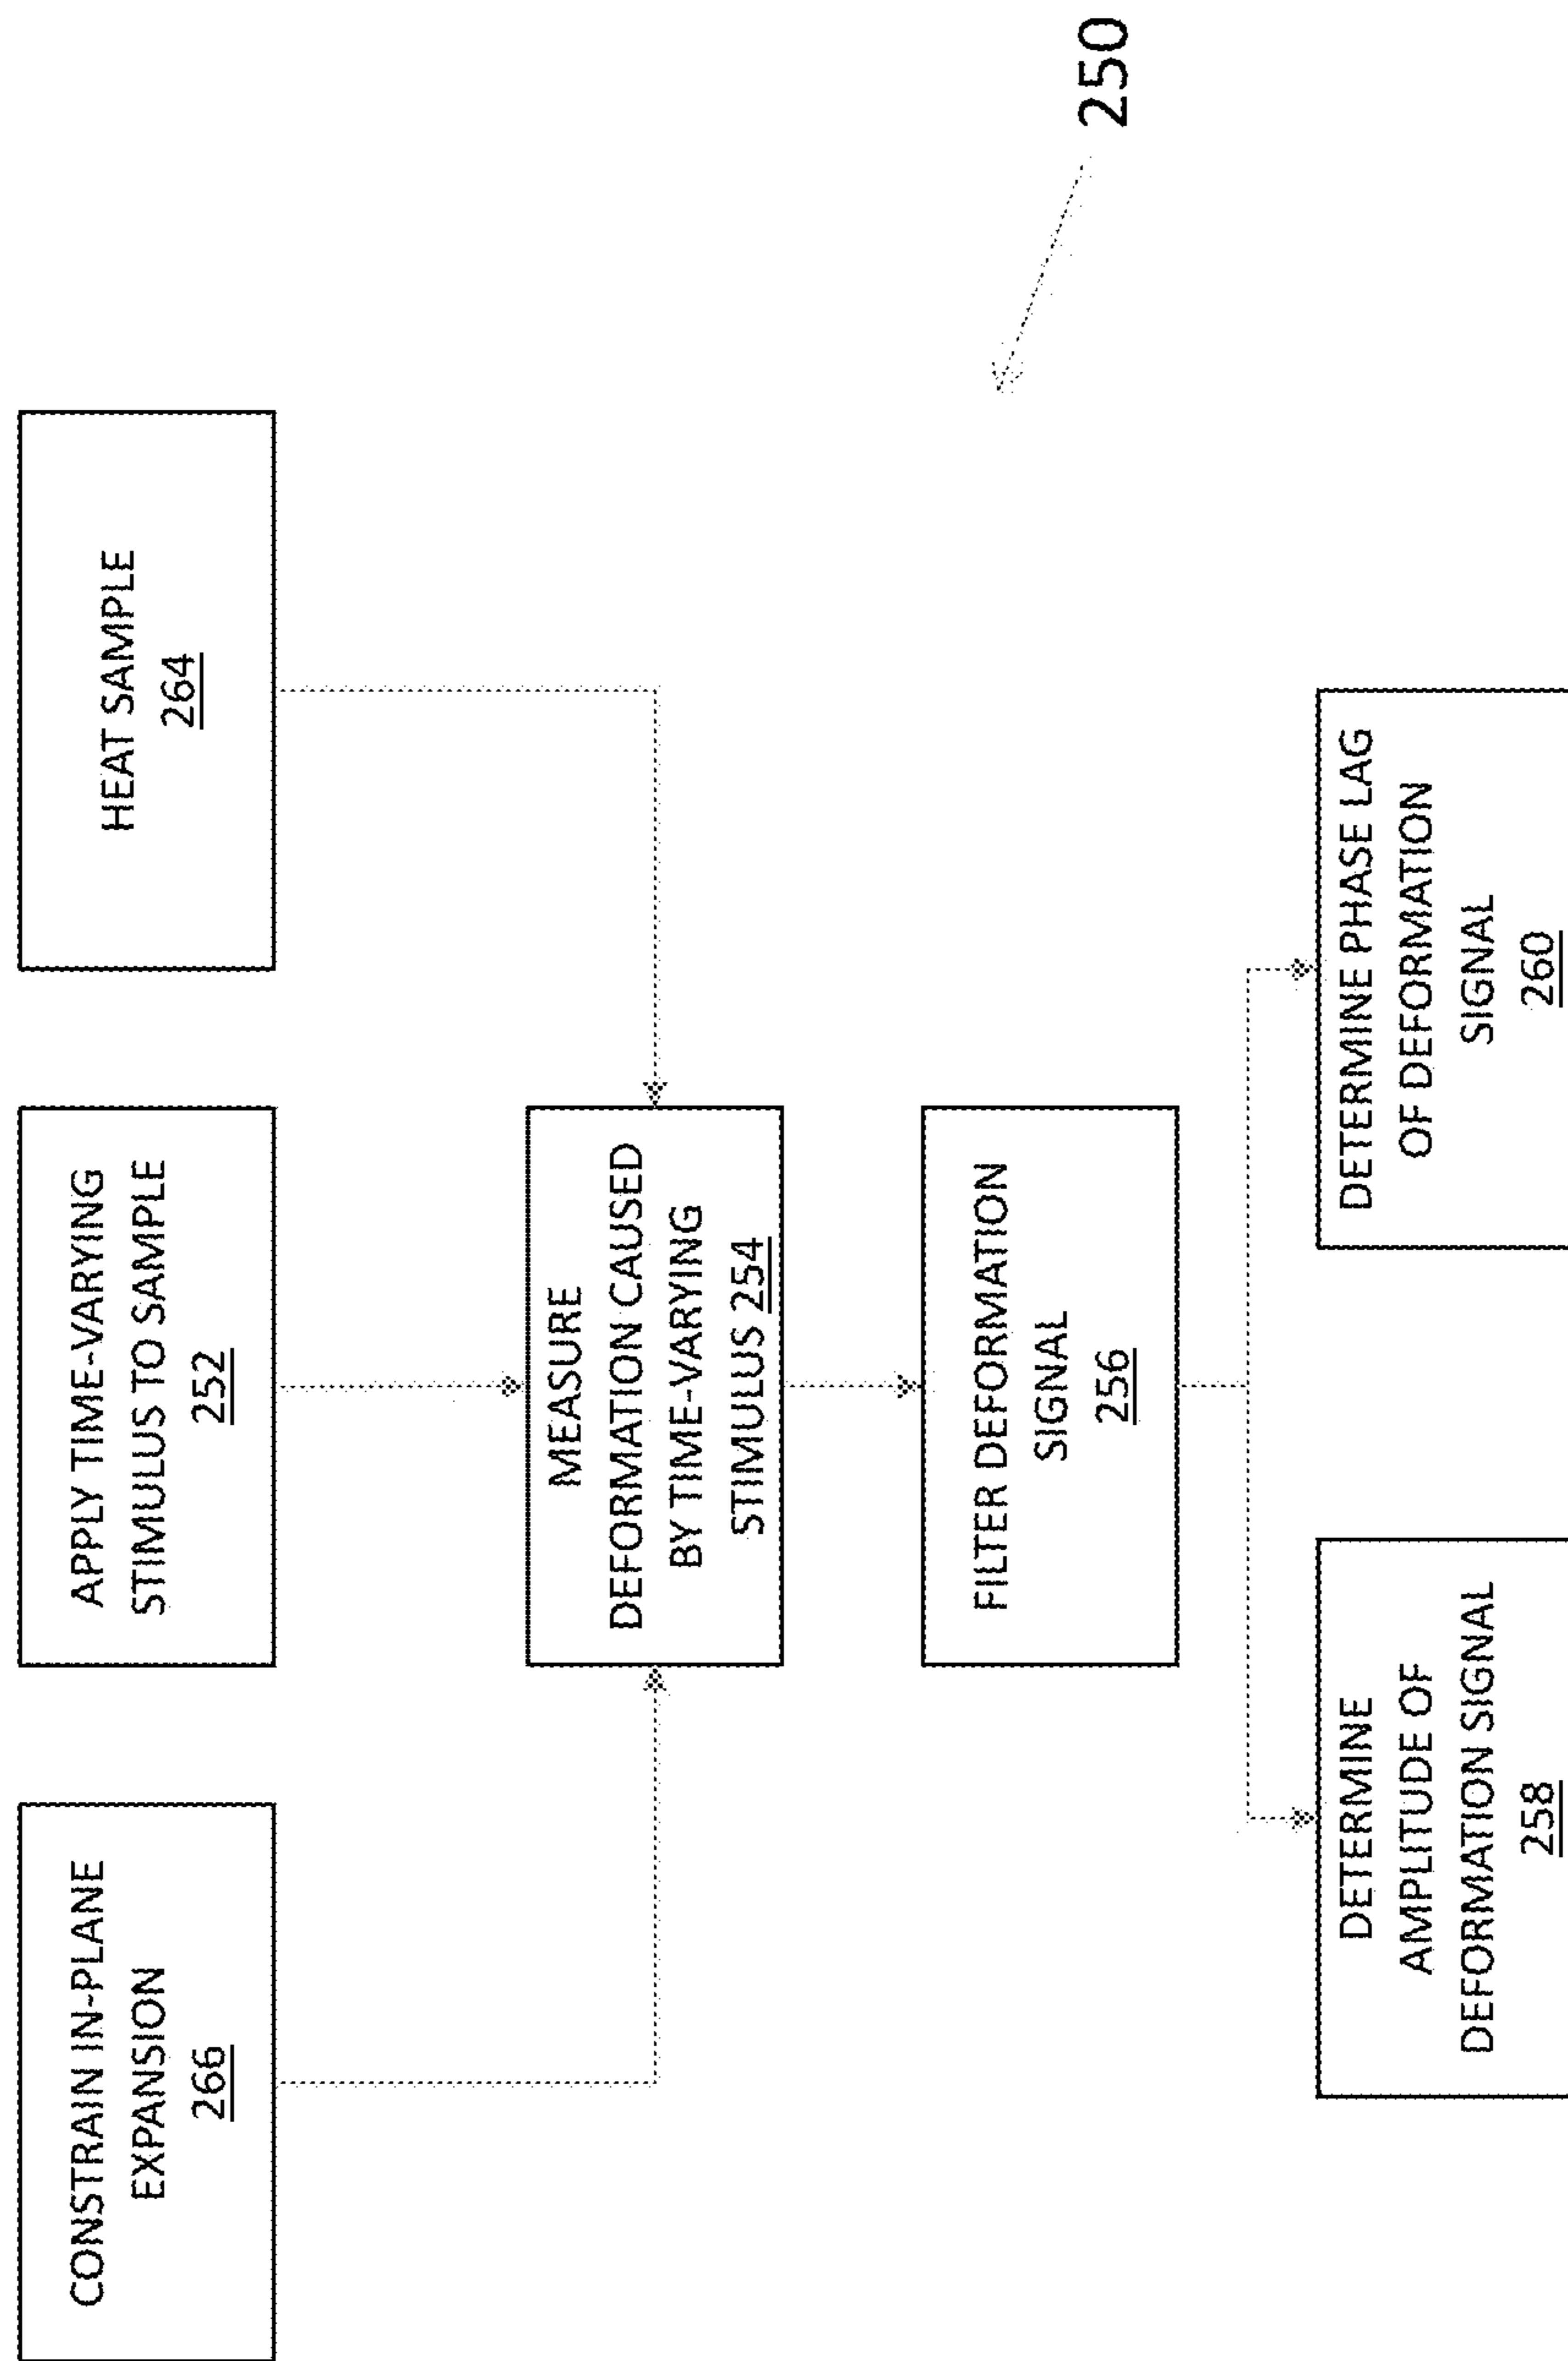 CONSTRAIN IN-PLANE
EXPANSION
266
APPLY TIME-VARYING
STIMULUS TO SAMPLE
252
HEAT SAMPLE
264
MEASURE
DEFORMATION CAUSED
BY TIME-VARYING
STIMULUS 254
FILTER DEFORMATION
SIGNAL
256
DETERMINE
AMPLITUDE OF
DEFORMATION SIGNAL
258
DETERMINE PHASE LAG
OF DEFORMATION
SIGNAL
260
250